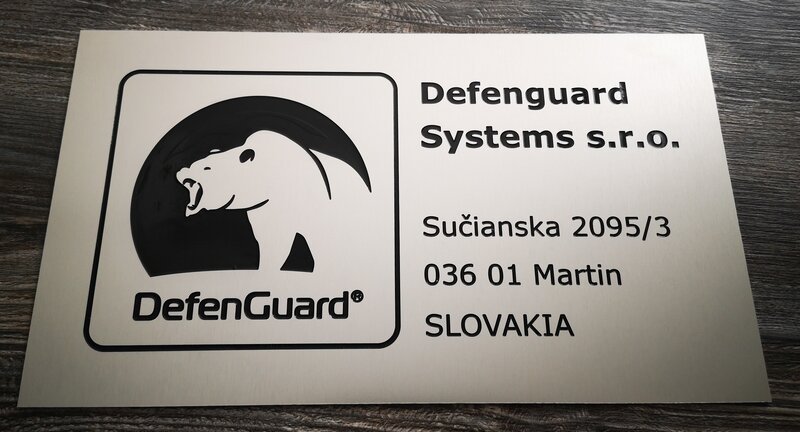 DefenGuard®
Defenguard
Systems s.r.o.
Sučianska 2095/3
036 01 Martin
SLOVAKIA